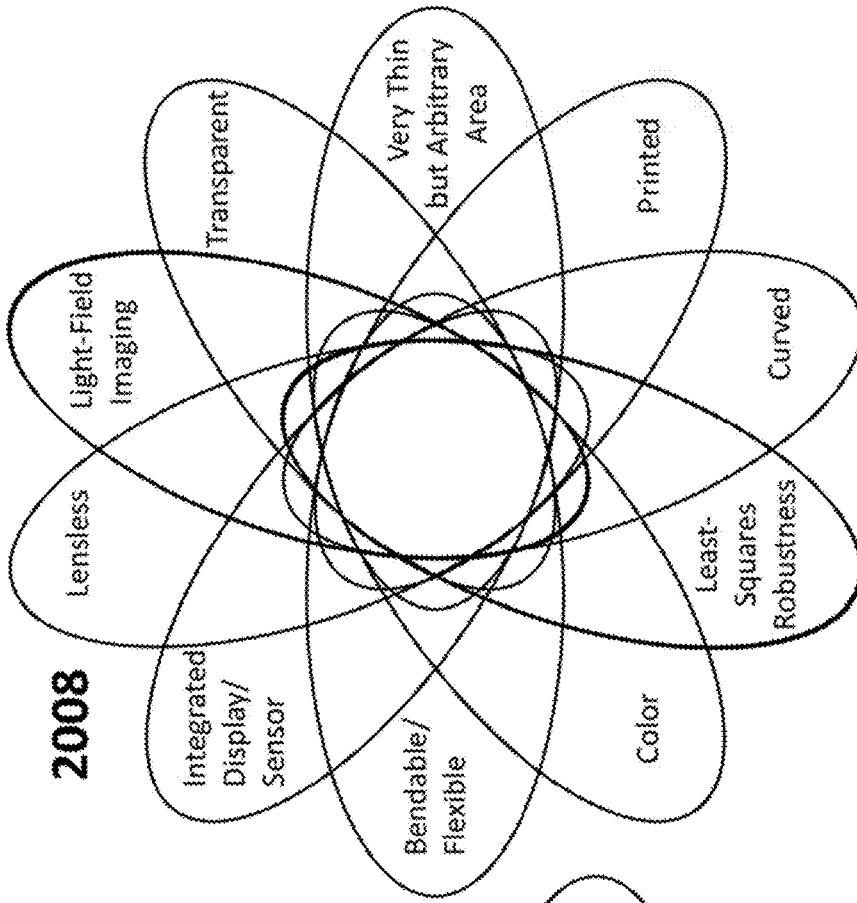 2008
Lensless
Light-Field
Imaging
Transparent
Very Thin
but Arbitrary
Area
Printed
Curved
Least-
Squares
Robustness
Color
Bendable/
Flexible
Integrated
Display/
Sensor